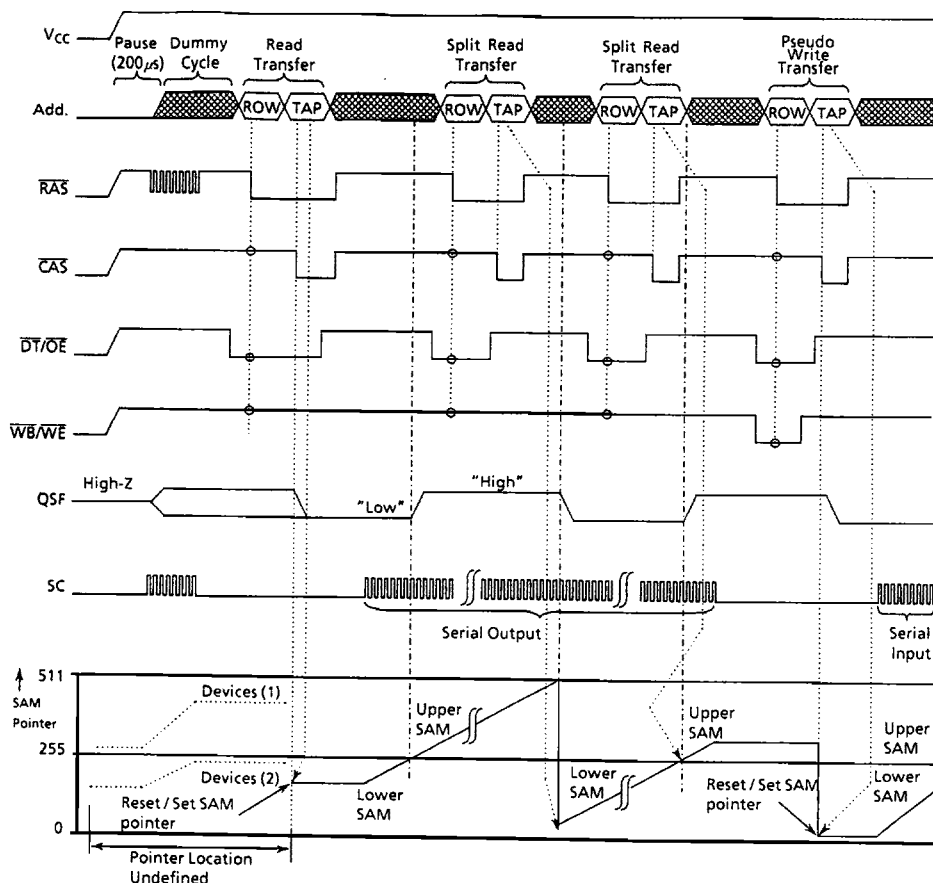 VCC
Pause
(200μs)
Dummy
Cycle
Read
Transfer
Split Read
Transfer
Split Read
Transfer
Pseudo
Write
Transfer
Add.
ROW
TAP
ROW
TAP
ROW
TAP
ROW
TAP
RAS
CAS
DT/OE
WB/WE
QSF
High-Z
"Low"
"High"
SC
Serial Output
Serial
Input
511
SAM
Pointer
255
0
Devices (1)
Devices (2)
Upper
SAM
Lower
SAM
Lower
SAM
Upper
SAM
Upper
SAM
Lower
SAM
Reset / Set SAM
pointer
Reset / Set SAM
pointer
Pointer Location
Undefined